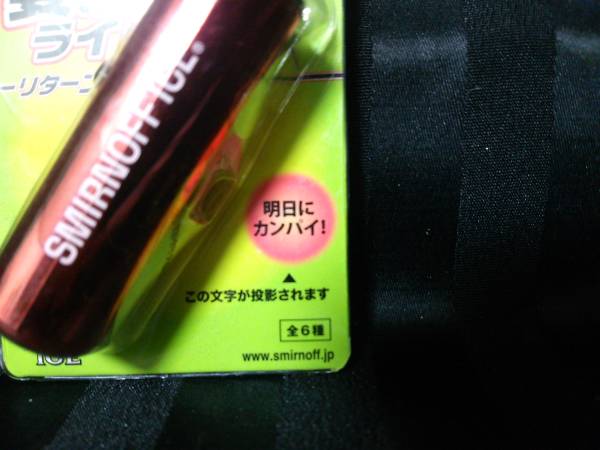 ライ
ーリターン
SMIRNOFF ICE®
明日に
カンパイ!
▲
この文字が投影されます
全6種
ICE
www.smirnoff.jp